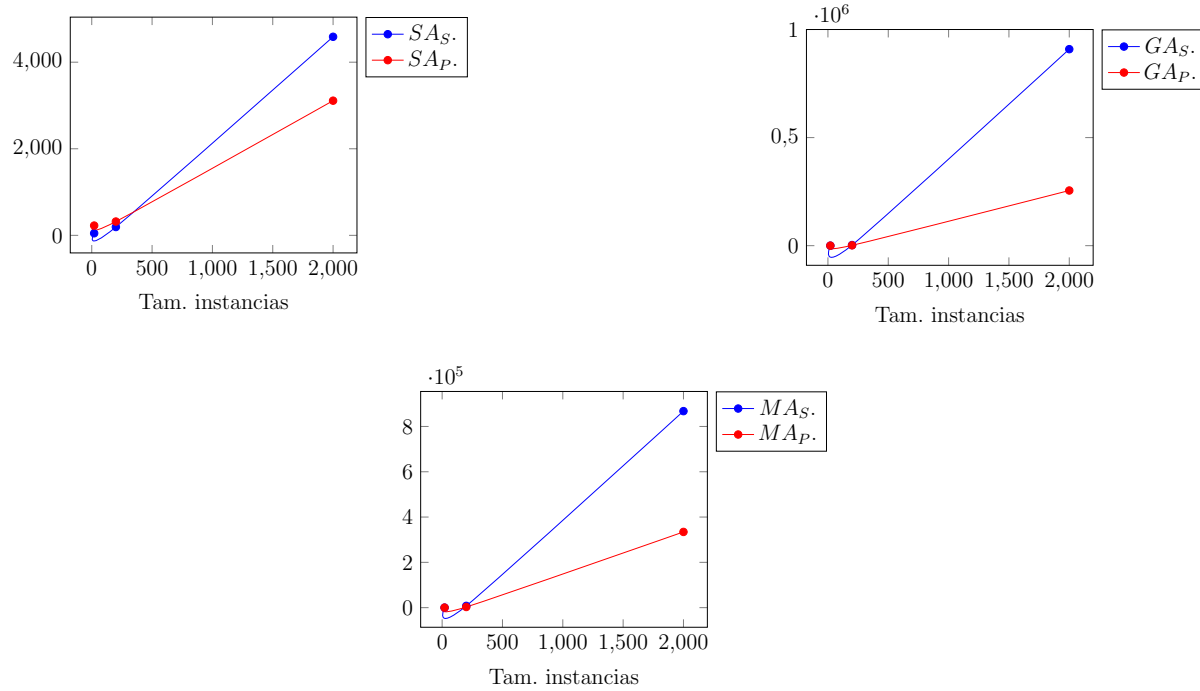 4,000
2,000
0
0 500 1,000 1,500 2,000
Tam. instancias
SA_S.
SA_P.
·10^6
1
0,5
0
0 500 1,000 1,500 2,000
Tam. instancias
GA_S.
GA_P.
·10^5
8
6
4
2
0
0 500 1,000 1,500 2,000
Tam. instancias
MA_S.
MA_P.